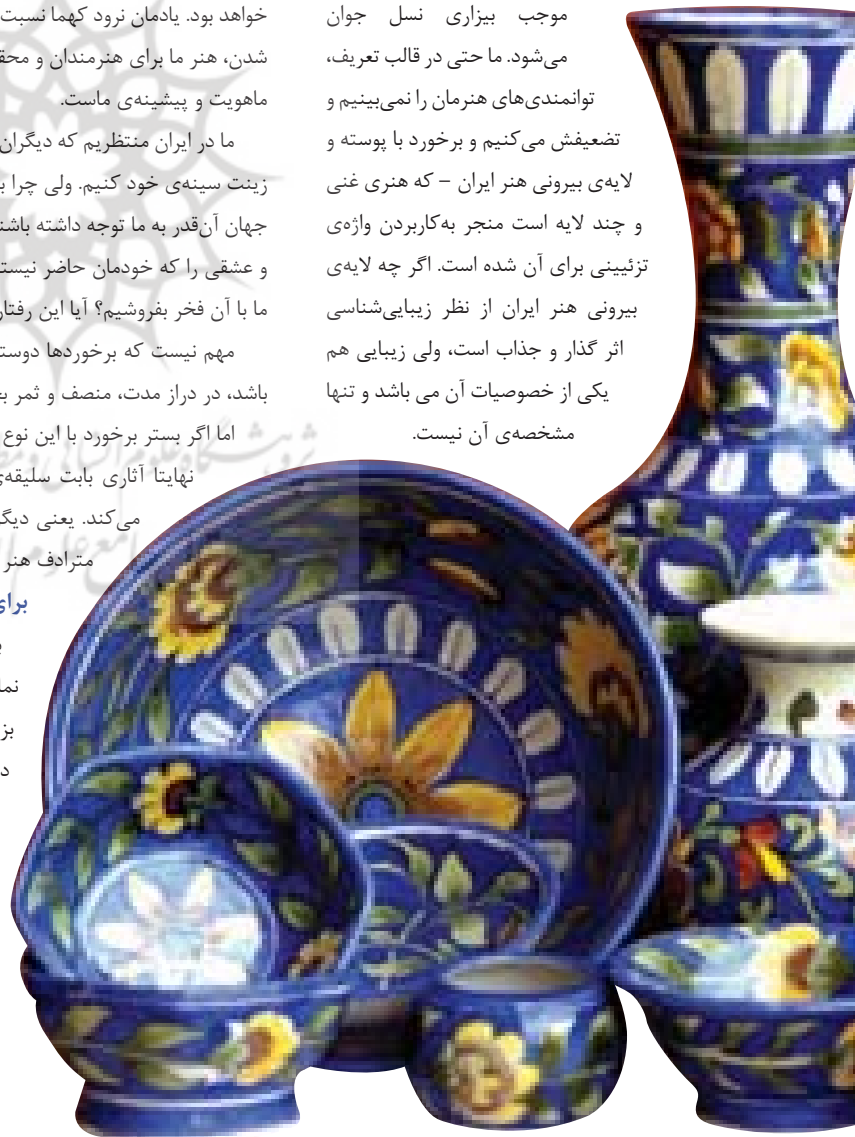 موجب بیزاری نسل جوان
می‌شود. ما حتی در قالب تعریف،
توانمندی‌های هنرمان را نمی‌بینیم و
تضعیفش می‌کنیم و برخورد با پوسته و
لایه‌ی بیرونی هنر ایران – که هنری غنی
و چند لایه است منجر به‌کاربردن واژه‌ی
تزئینی برای آن شده است. اگر چه لایه‌ی
بیرونی هنر ایران از نظر زیبایی‌شناسی
اثر گذار و جذاب است، ولی زیبایی هم
یکی از خصوصیات آن می باشد و تنها
مشخصه‌ی آن نیست.
خواهد بود. یادمان نرود کهما نسبت
شدن، هنر ما برای هنرمندان و
ماهویت و پیشینه‌ی ماست.
ما در ایران منتظریم که دیگران
زینت سینه‌ی خود کنیم. ولی چرا
جهان آن‌قدر به ما توجه داشته
و عشقی را که خودمان حاضر
ما با آن فخر بفروشیم؟ آیا این
مهم نیست که برخوردها
باشد، در دراز مدت، منصف و ثمر
اما اگر بستر برخورد با این نوع
نهایتا آثاری بابت
می‌کند. یعنی
مترادف هنر